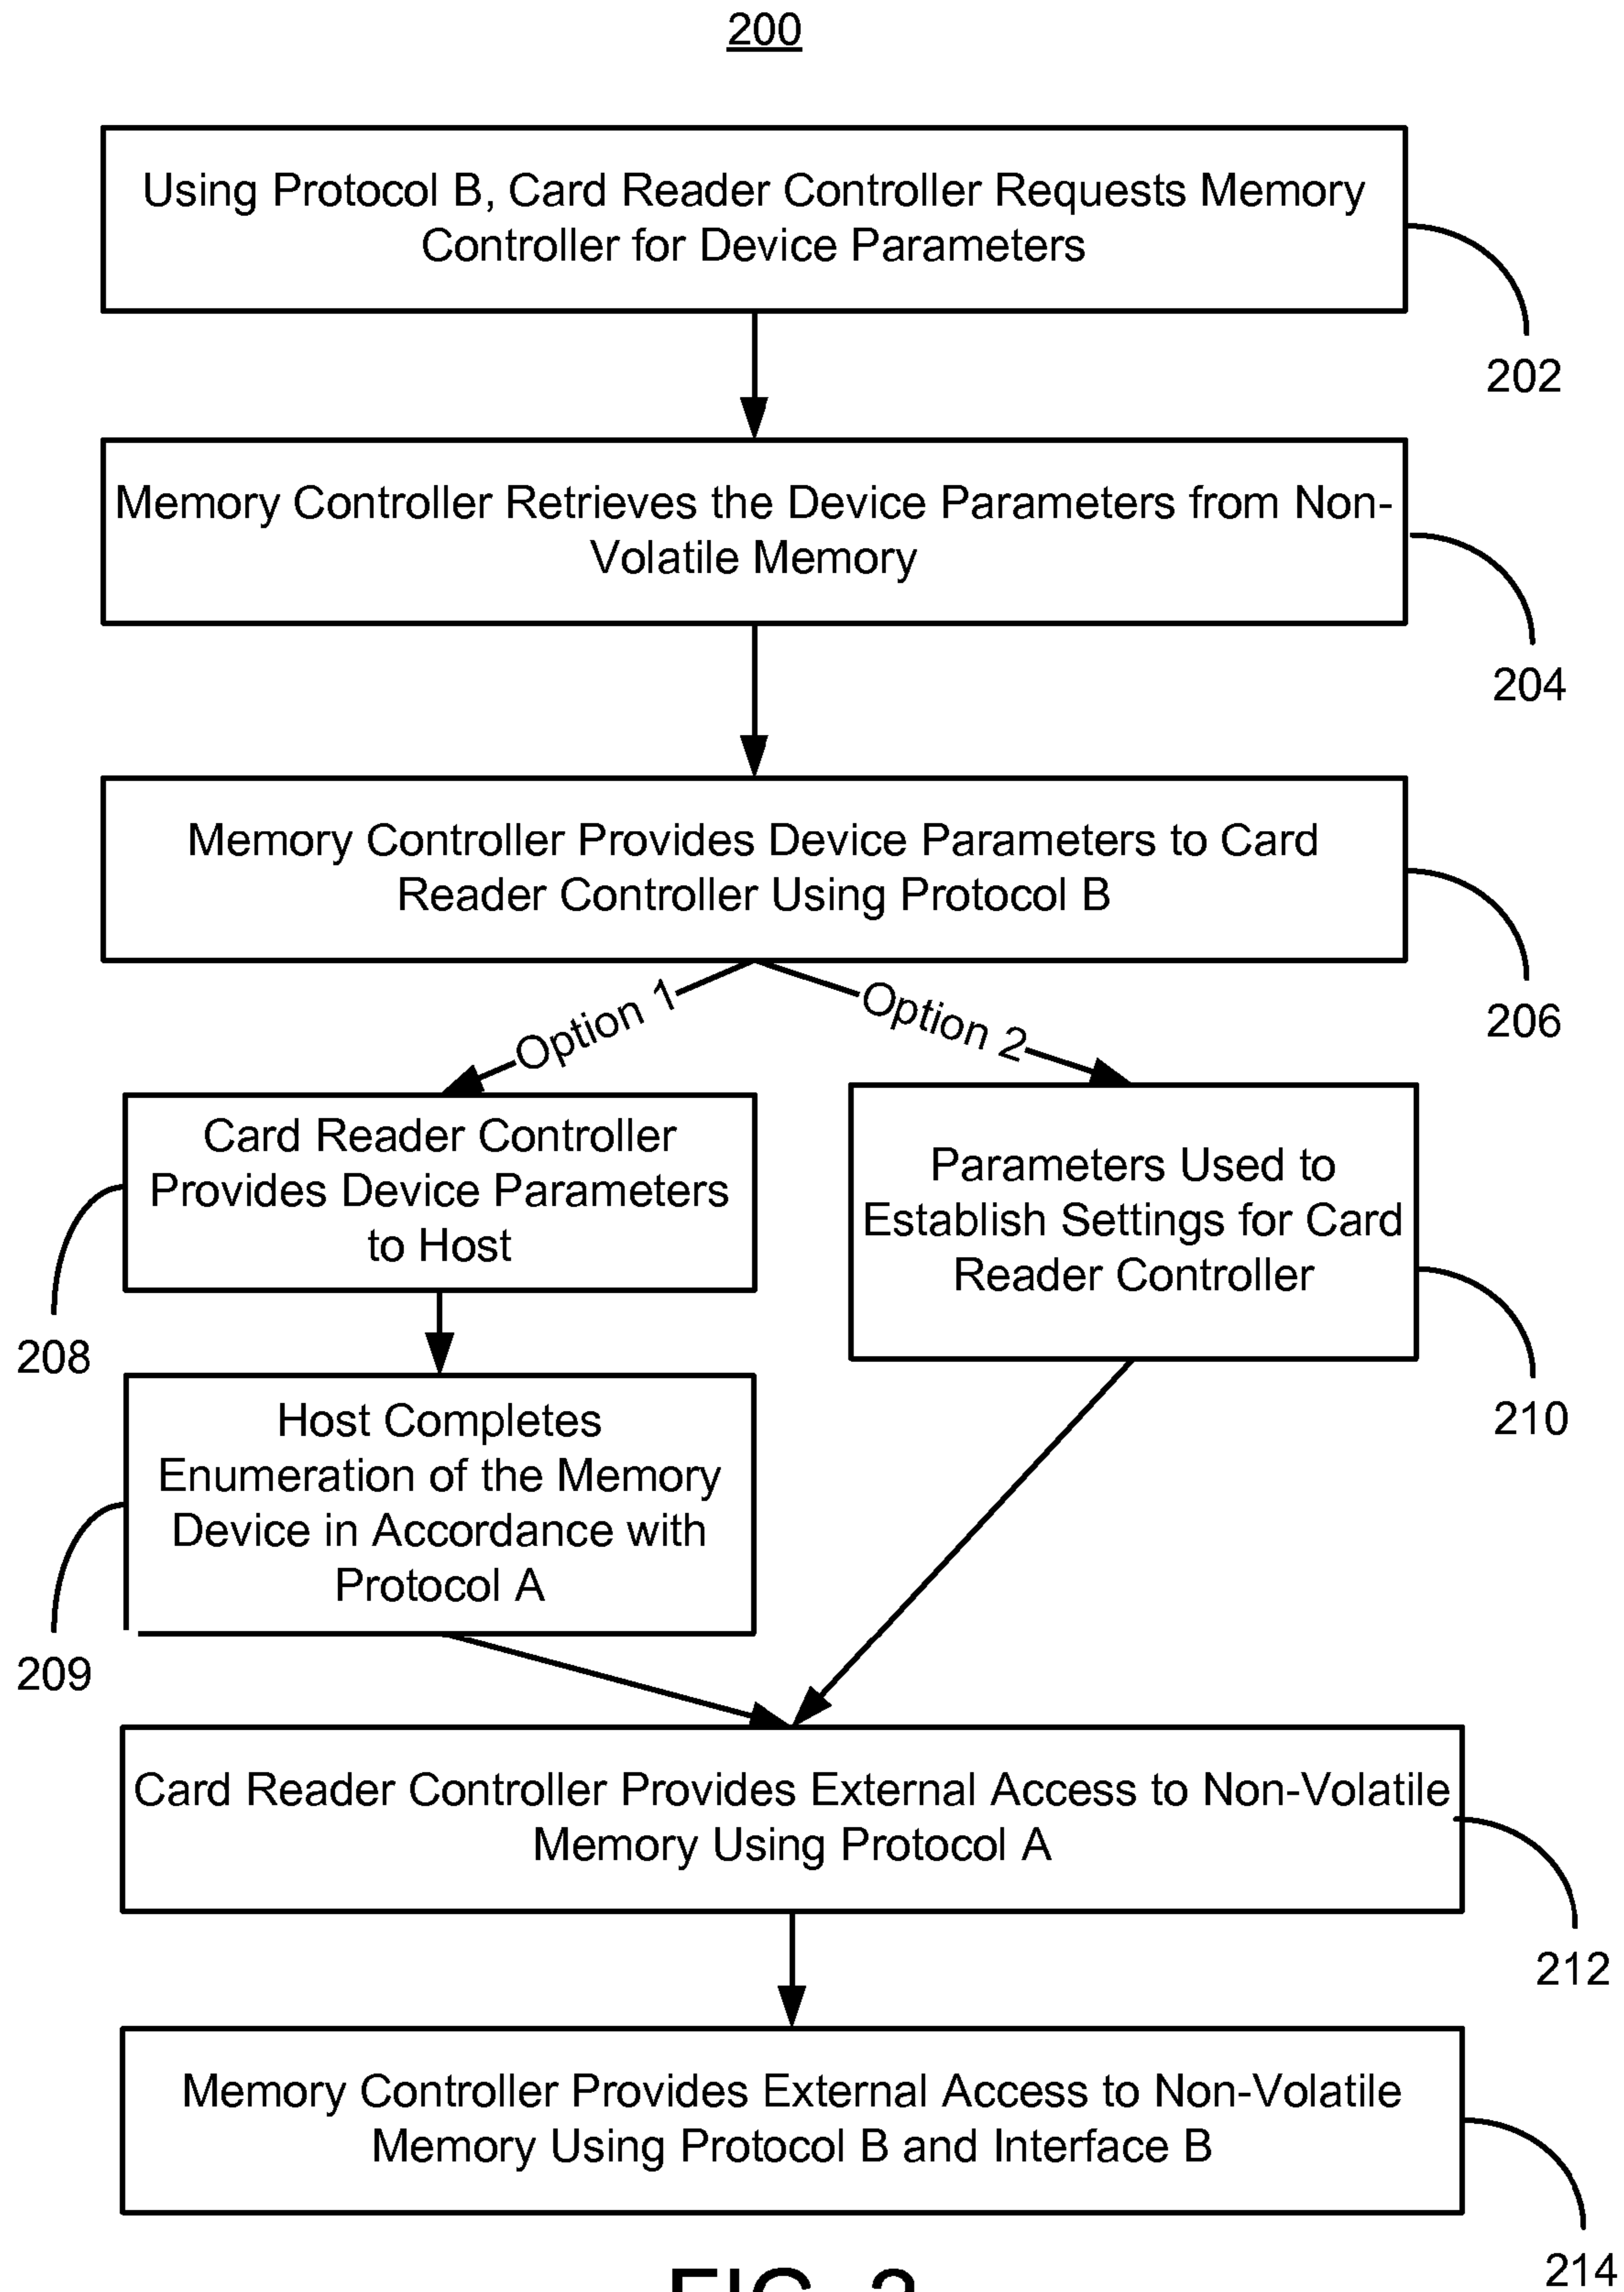 200
Using Protocol B, Card Reader Controller Requests Memory
Controller for Device Parameters
202
Memory Controller Retrieves the Device Parameters from Non-
Volatile Memory
204
Memory Controller Provides Device Parameters to Card
Reader Controller Using Protocol B
206
Option 1
Option 2
Card Reader Controller
Provides Device Parameters
to Host
208
Parameters Used to
Establish Settings for Card
Reader Controller
210
Host Completes
Enumeration of the Memory
Device in Accordance with
Protocol A
209
Card Reader Controller Provides External Access to Non-Volatile
Memory Using Protocol A
212
Memory Controller Provides External Access to Non-Volatile
Memory Using Protocol B and Interface B
214